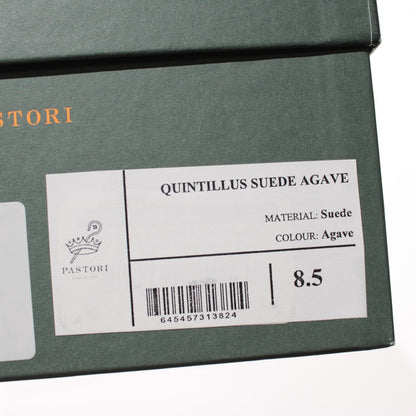 STORI
QUINTILLUS SUEDE AGAVE
MATERIAL: Suede
COLOUR: Agave
PASTORI
8.5
645457313824